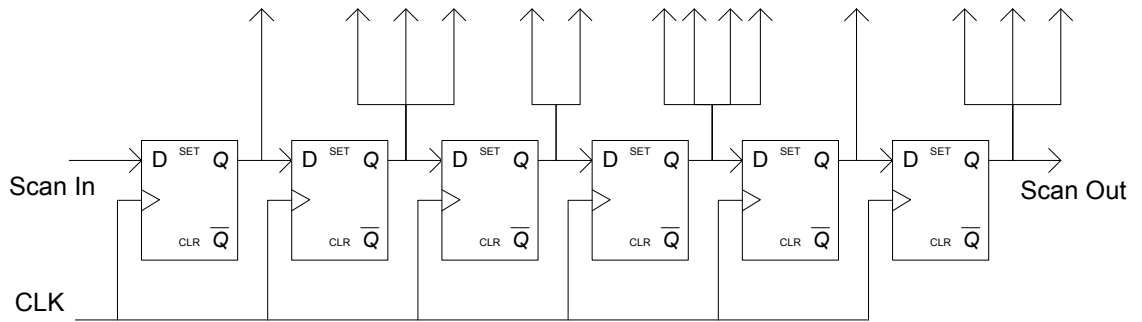 D SET Q D SET Q D SET Q D SET Q D SET Q D SET Q
Scan In
Scan Out
CLR Q̅ CLR Q̅ CLR Q̅ CLR Q̅ CLR Q̅ CLR Q̅
CLK